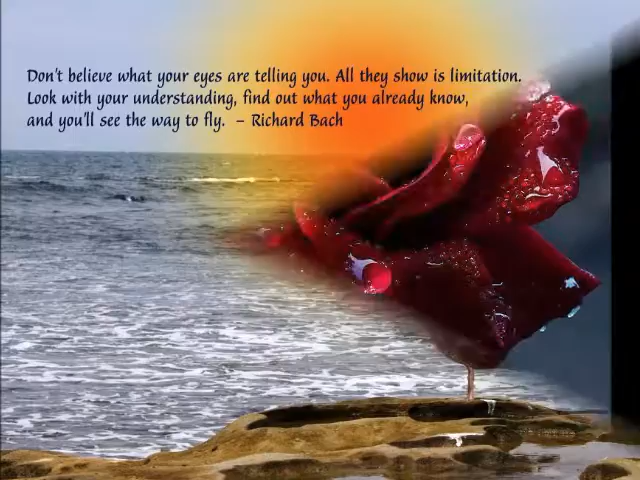 Don't believe what your eyes are telling you. All they show is limitation.
Look with your understanding, find out what you already know,
and you'll see the way to fly. – Richard Bach